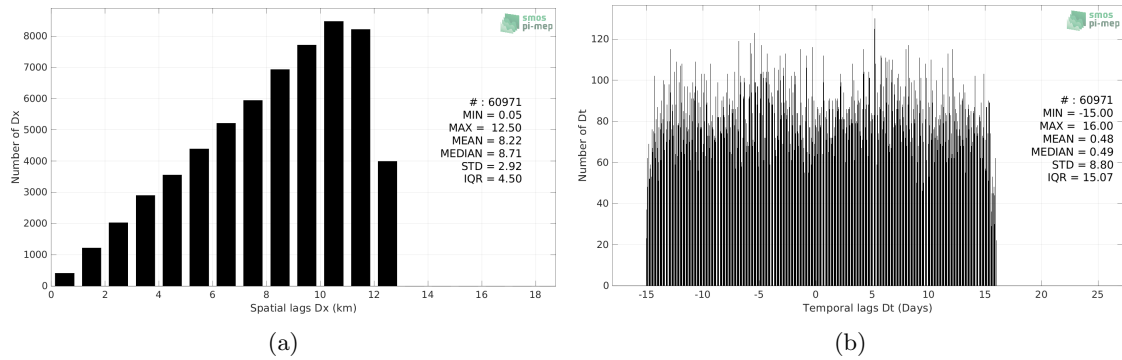 smos
pi-mep
8000
7000
6000
5000
4000
3000
2000
1000
0
Number of Dx
# : 60971
MIN = 0.05
MAX = 12.50
MEAN = 8.22
MEDIAN = 8.71
STD = 2.92
IQR = 4.50
0 2 4 6 8 10 12 14 16 18
Spatial lags Dx (km)
(a)
smos
pi-mep
120
100
80
60
40
20
0
Number of Dt
# : 60971
MIN = -15.00
MAX = 16.00
MEAN = 0.48
MEDIAN = 0.49
STD = 8.80
IQR = 15.07
-15 -10 -5 0 5 10 15 20 25
Temporal lags Dt (Days)
(b)